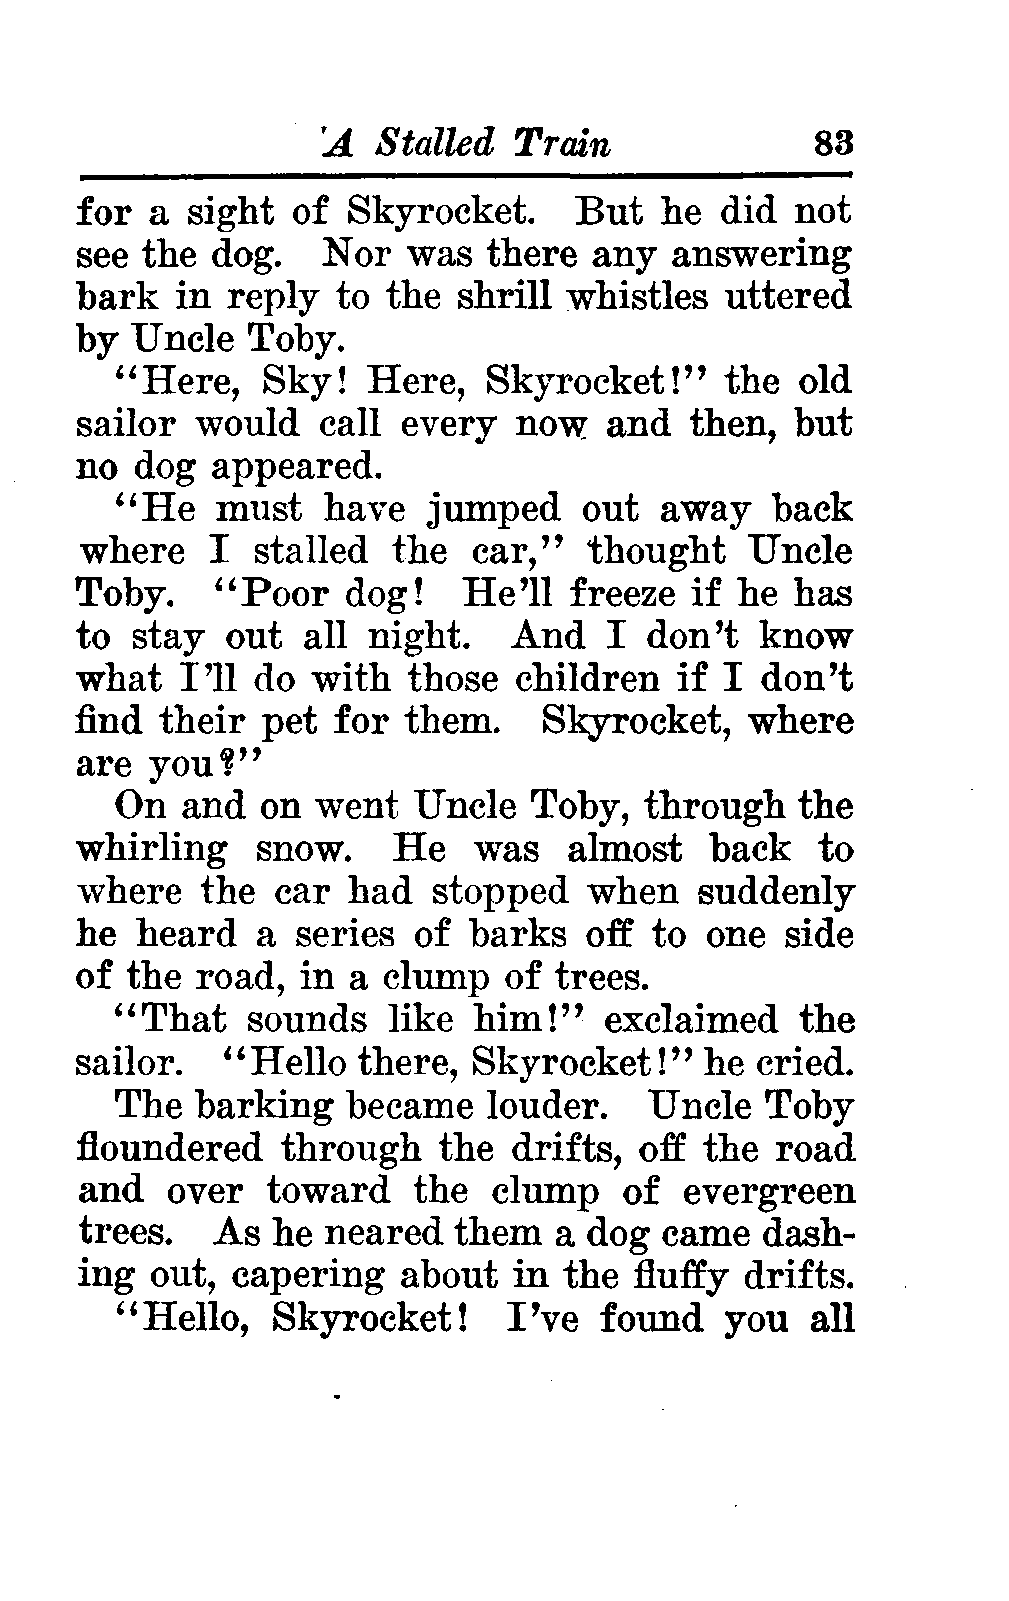 'A Stalled Train 83
for a sight of Skyrocket. But he did not
see the dog. Nor was there any answering
bark in reply to the shrill whistles uttered
by Uncle Toby.
“Here, Sky! Here, Skyrocket!” the old
sailor would call every now and then, but
no dog appeared.
“He must have jumped out away back
where I stalled the car,” thought Uncle
Toby. “Poor dog! He’ll freeze if he has
to stay out all night. And I don’t know
what I’ll do with those children if I don’t
find their pet for them. Skyrocket, where
are you?”
On and on went Uncle Toby, through the
whirling snow. He was almost back to
where the car had stopped when suddenly
he heard a series of barks off to one side
of the road, in a clump of trees.
“That sounds like him!” exclaimed the
sailor. “Hello there, Skyrocket!” he cried.
The barking became louder. Uncle Toby
floundered through the drifts, off the road
and over toward the clump of evergreen
trees. As he neared them a dog came dash-
ing out, capering about in the fluffy drifts.
“Hello, Skyrocket! I’ve found you all